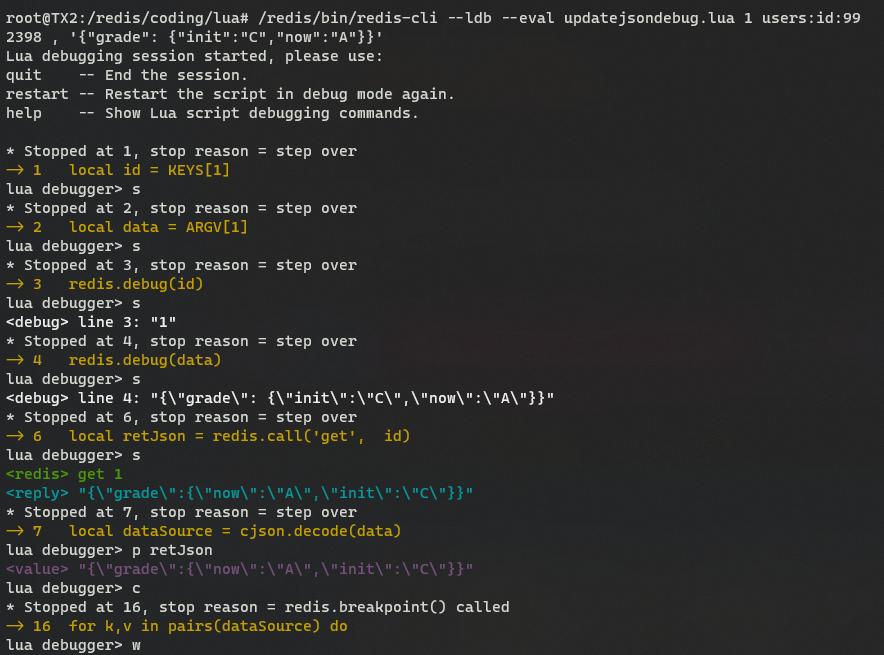 root@TX2:/redis/coding/lua# /redis/bin/redis-cli --ldb --eval updatejsondebug.lua 1 users:id:99
2398 , '{"grade": {"init":"C","now":"A"}}'
Lua debugging session started, please use:
quit    -- End the session.
restart -- Restart the script in debug mode again.
help    -- Show Lua script debugging commands.

* Stopped at 1, stop reason = step over
-> 1   local id = KEYS[1]
lua debugger> s
* Stopped at 2, stop reason = step over
-> 2   local data = ARGV[1]
lua debugger> s
* Stopped at 3, stop reason = step over
-> 3   redis.debug(id)
lua debugger> s
<debug> line 3: "1"
* Stopped at 4, stop reason = step over
-> 4   redis.debug(data)
lua debugger> s
<debug> line 4: "{\"grade\": {\"init\":\"C\",\"now\":\"A\"}}"
* Stopped at 6, stop reason = step over
-> 6   local retJson = redis.call('get',  id)
lua debugger> s
<redis> get 1
<reply> "{\"grade\":{\"now\":\"A\",\"init\":\"C\"}}"
* Stopped at 7, stop reason = step over
-> 7   local dataSource = cjson.decode(data)
lua debugger> p retJson
<value> "{\"grade\":{\"now\":\"A\",\"init\":\"C\"}}"
lua debugger> c
* Stopped at 16, stop reason = redis.breakpoint() called
-> 16  for k,v in pairs(dataSource) do
lua debugger> w